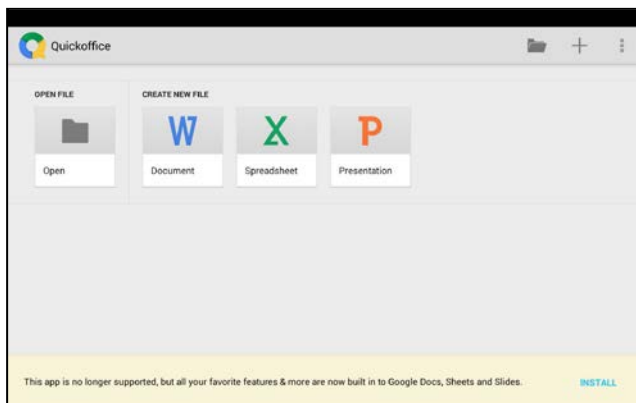 Quickoffice
OPEN FILE
CREATE NEW FILE
W
X
P
Open
Document
Spreadsheet
Presentation
This app is no longer supported, but all your favorite features & more are now built in to Google Docs, Sheets and Slides.
INSTALL